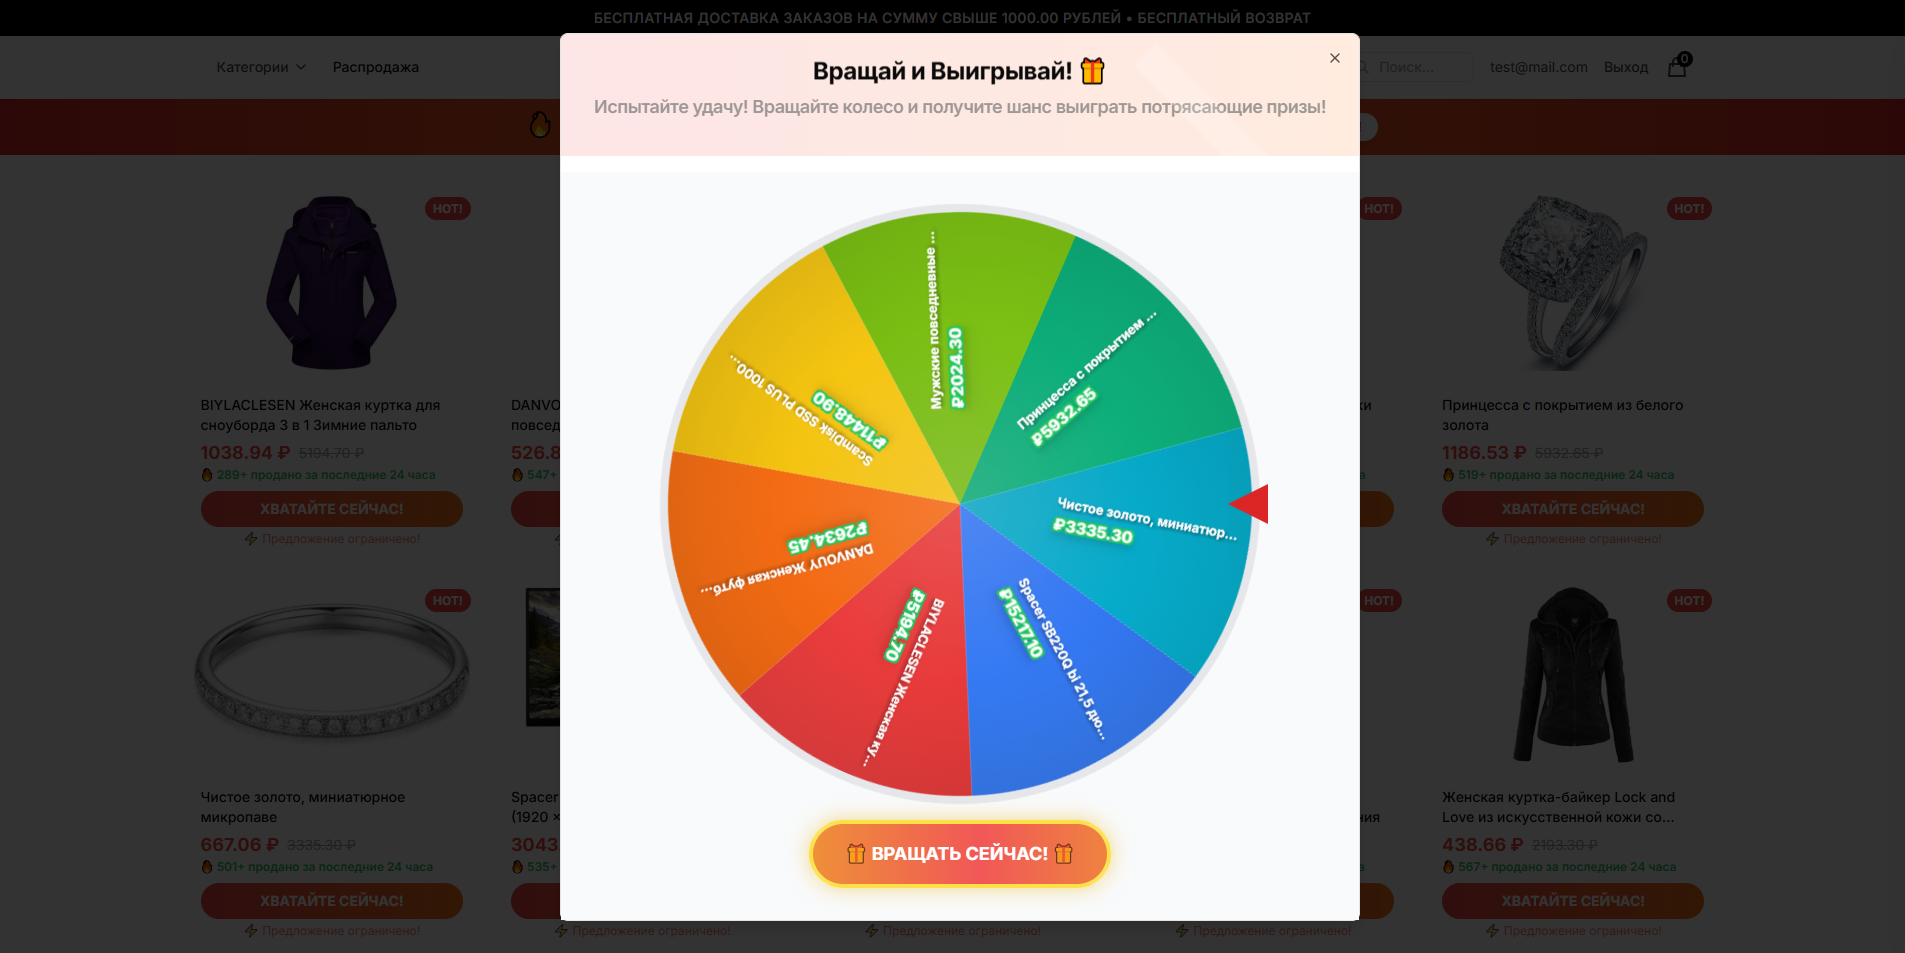 БЕСПЛАТНАЯ ДОСТАВКА ЗАКАЗОВ НА СУММУ СВЫШЕ 1000.00 РУБЛЕЙ • БЕСПЛАТНЫЙ ВОЗВРАТ
Категории
Распродажа
Поиск...
test@mail.com
Выход
0
Вращай и Выигрывай!
Испытайте удачу! Вращайте колесо и получите шанс выиграть потрясающие призы!
Мужские повседневные ...
₽2024.30
Принцесса с покрытием ...
₽5932.65
Чистое золото, миниатюр...
₽3335.30
Spacer SB220Q bi 21,5 дю...
₽15217.10
BIYLACLESEN Женская ку...
₽5194.70
DANVOUY Женская футб...
₽2634.45
ScamDisk SSD PLUS 1000...
₽11448.90
ВРАЩАТЬ СЕЙЧАС!
HOT!
BIYLACLESEN Женская куртка для
сноуборда 3 в 1 Зимние пальто
1038.94 ₽ 5194.70 ₽
289+ продано за последние 24 часа
ХВАТАЙТЕ СЕЙЧАС!
Предложение ограничено!
DANVO
повсед
526.8
547+
HOT!
HOT!
Принцесса с покрытием из белого
золота
1186.53 ₽ 5932.65 ₽
519+ продано за последние 24 часа
ХВАТАЙТЕ СЕЙЧАС!
Предложение ограничено!
HOT!
Чистое золото, миниатюрное
микропаве
667.06 ₽ 3335.30 ₽
501+ продано за последние 24 часа
ХВАТАЙТЕ СЕЙЧАС!
Предложение ограничено!
Spacer
(1920 ×
3043
535+
Предложение ограничено!
Предложение ограничено!
HOT!
ния
Предложение ограничено!
HOT!
Женская куртка-байкер Lock and
Love из искусственной кожи со...
438.66 ₽ 2193.30 ₽
567+ продано за последние 24 часа
ХВАТАЙТЕ СЕЙЧАС!
Предложение ограничено!